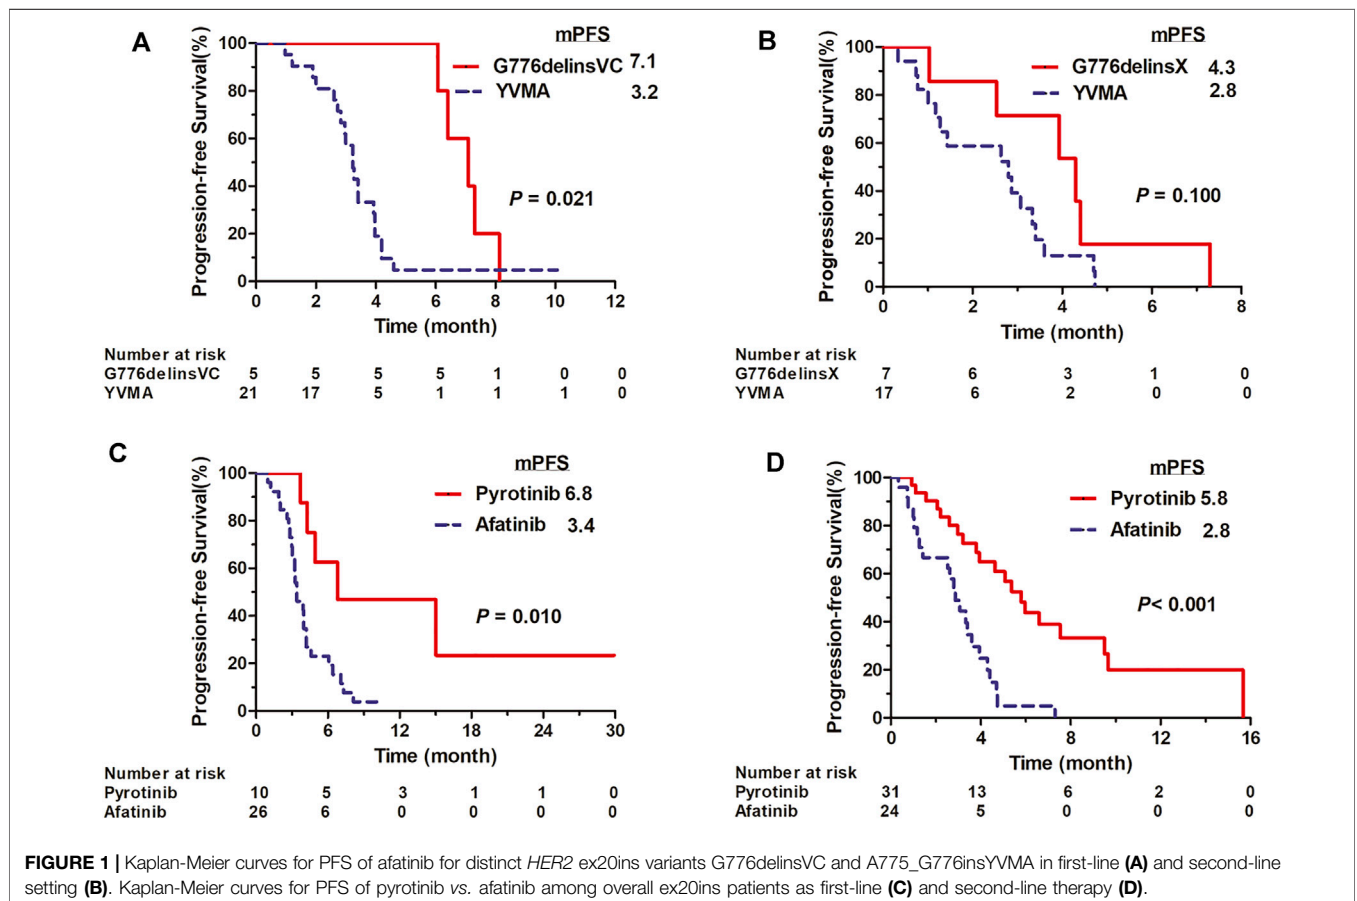 A
Progression-free Survival(%)
100
80
60
40
20
0
0 2 4 6 8 10 12
Time (month)
mPFS
G776delinsVC 7.1
YVMA 3.2
P = 0.021
Number at risk
G776delinsVC 5 5 5 5 1 0 0
YVMA 21 17 5 1 1 1 0
B
Progression-free Survival(%)
100
80
60
40
20
0
0 2 4 6 8
Time (month)
mPFS
G776delinsX 4.3
YVMA 2.8
P = 0.100
Number at risk
G776delinsX 7 6 3 1 0
YVMA 17 6 2 0 0
C
Progression-free Survival(%)
100
80
60
40
20
0
0 6 12 18 24 30
Time (month)
mPFS
Pyrotinib 6.8
Afatinib 3.4
P = 0.010
Number at risk
Pyrotinib 10 5 3 1 1 0
Afatinib 26 6 0 0 0 0
D
Progression-free Survival(%)
100
80
60
40
20
0
0 4 8 12 16
Time (month)
mPFS
Pyrotinib 5.8
Afatinib 2.8
P< 0.001
Number at risk
Pyrotinib 31 13 6 2 0
Afatinib 24 5 0 0 0
FIGURE 1 | Kaplan-Meier curves for PFS of afatinib for distinct HER2 ex20ins variants G776delinsVC and A775_G776insYVMA in first-line (A) and second-line
setting (B). Kaplan-Meier curves for PFS of pyrotinib vs. afatinib among overall ex20ins patients as first-line (C) and second-line therapy (D).